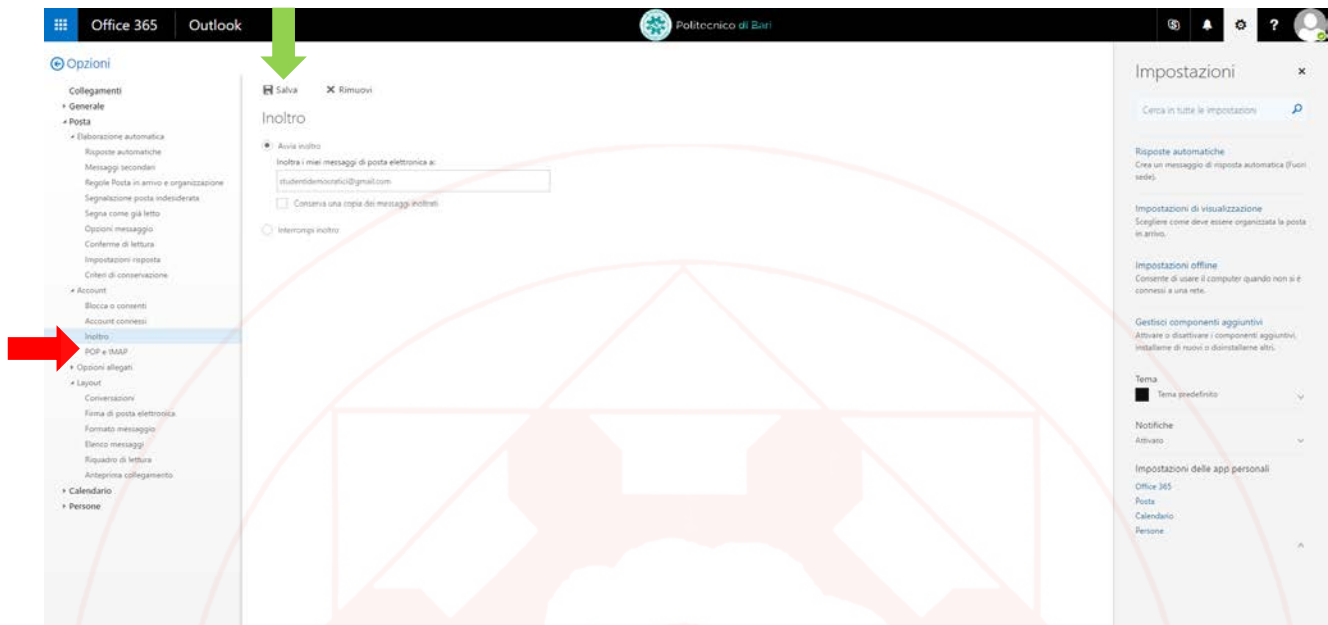 Office 365
Outlook
Politecnico di Bari
?
Opzioni
Collegamenti
Generale
Posta
Elaborazione automatica
Risposte automatiche
Messaggi secondari
Regole Posta in arrivo e organizzazione
Segnalazione posta indesiderata
Segna come già letto
Opzioni messaggio
Conferme di lettura
Impostazioni risposta
Criteri di conservazione
Account
Blocca o consenti
Account connessi
Inoltro
POP e IMAP
Opzioni allegati
Layout
Conversazioni
Firma di posta elettronica
Formato messaggio
Elenco messaggi
Riquadro di lettura
Anteprima collegamento
Calendario
Persone
Salva
Rimuovi
Inoltro
Avvia inoltro
Inoltra i miei messaggi di posta elettronica a:
studentidemocratici@gmail.com
Conserva una copia dei messaggi inoltrati
Interrompi inoltro
Impostazioni
Cerca in tutte le impostazioni
Risposte automatiche
Crea un messaggio di risposta automatica (Fuori
sede).
Impostazioni di visualizzazione
Scegliere come deve essere organizzata la posta
in arrivo.
Impostazioni offline
Consente di usare il computer quando non si è
connessi a una rete.
Gestisci componenti aggiuntivi
Attivare o disattivare i componenti aggiuntivi,
installarne di nuovi o disinstallarne altri.
Tema
Tema predefinito
Notifiche
Attivato
Impostazioni delle app personali
Office 365
Posta
Calendario
Persone